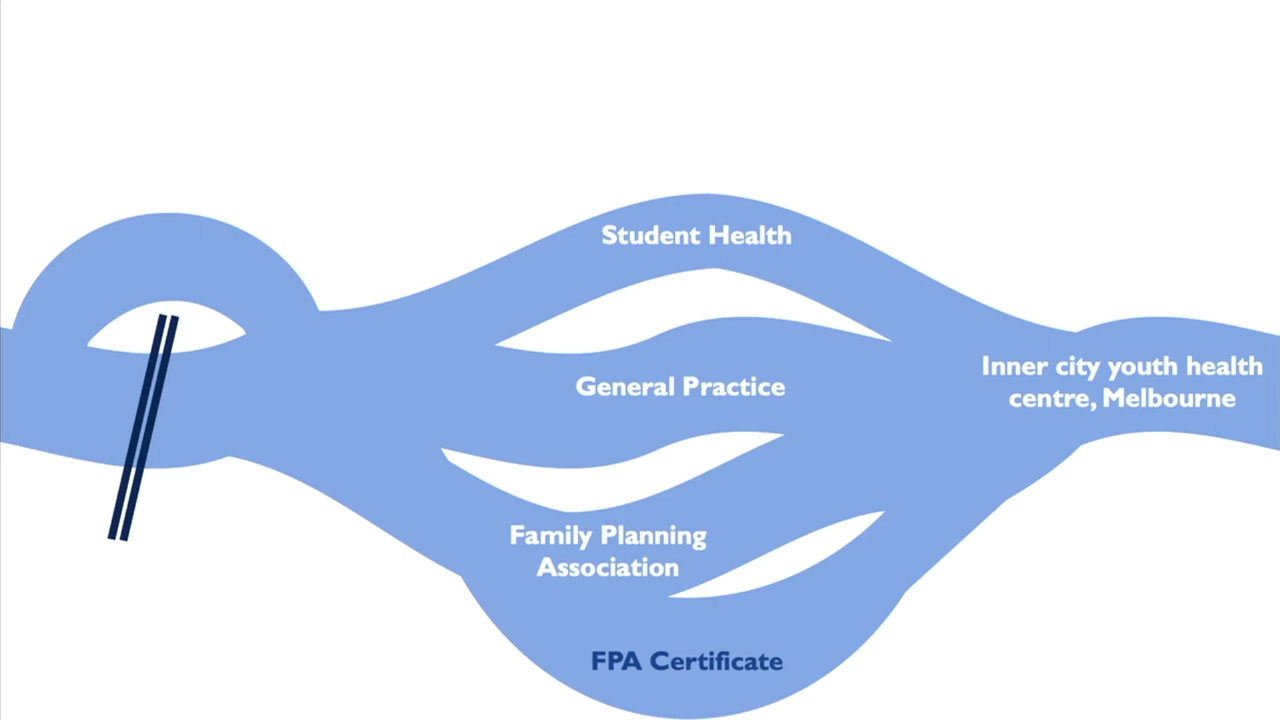 Student Health
General Practice
Inner city youth health
centre, Melbourne
Family Planning
Association
FPA Certificate